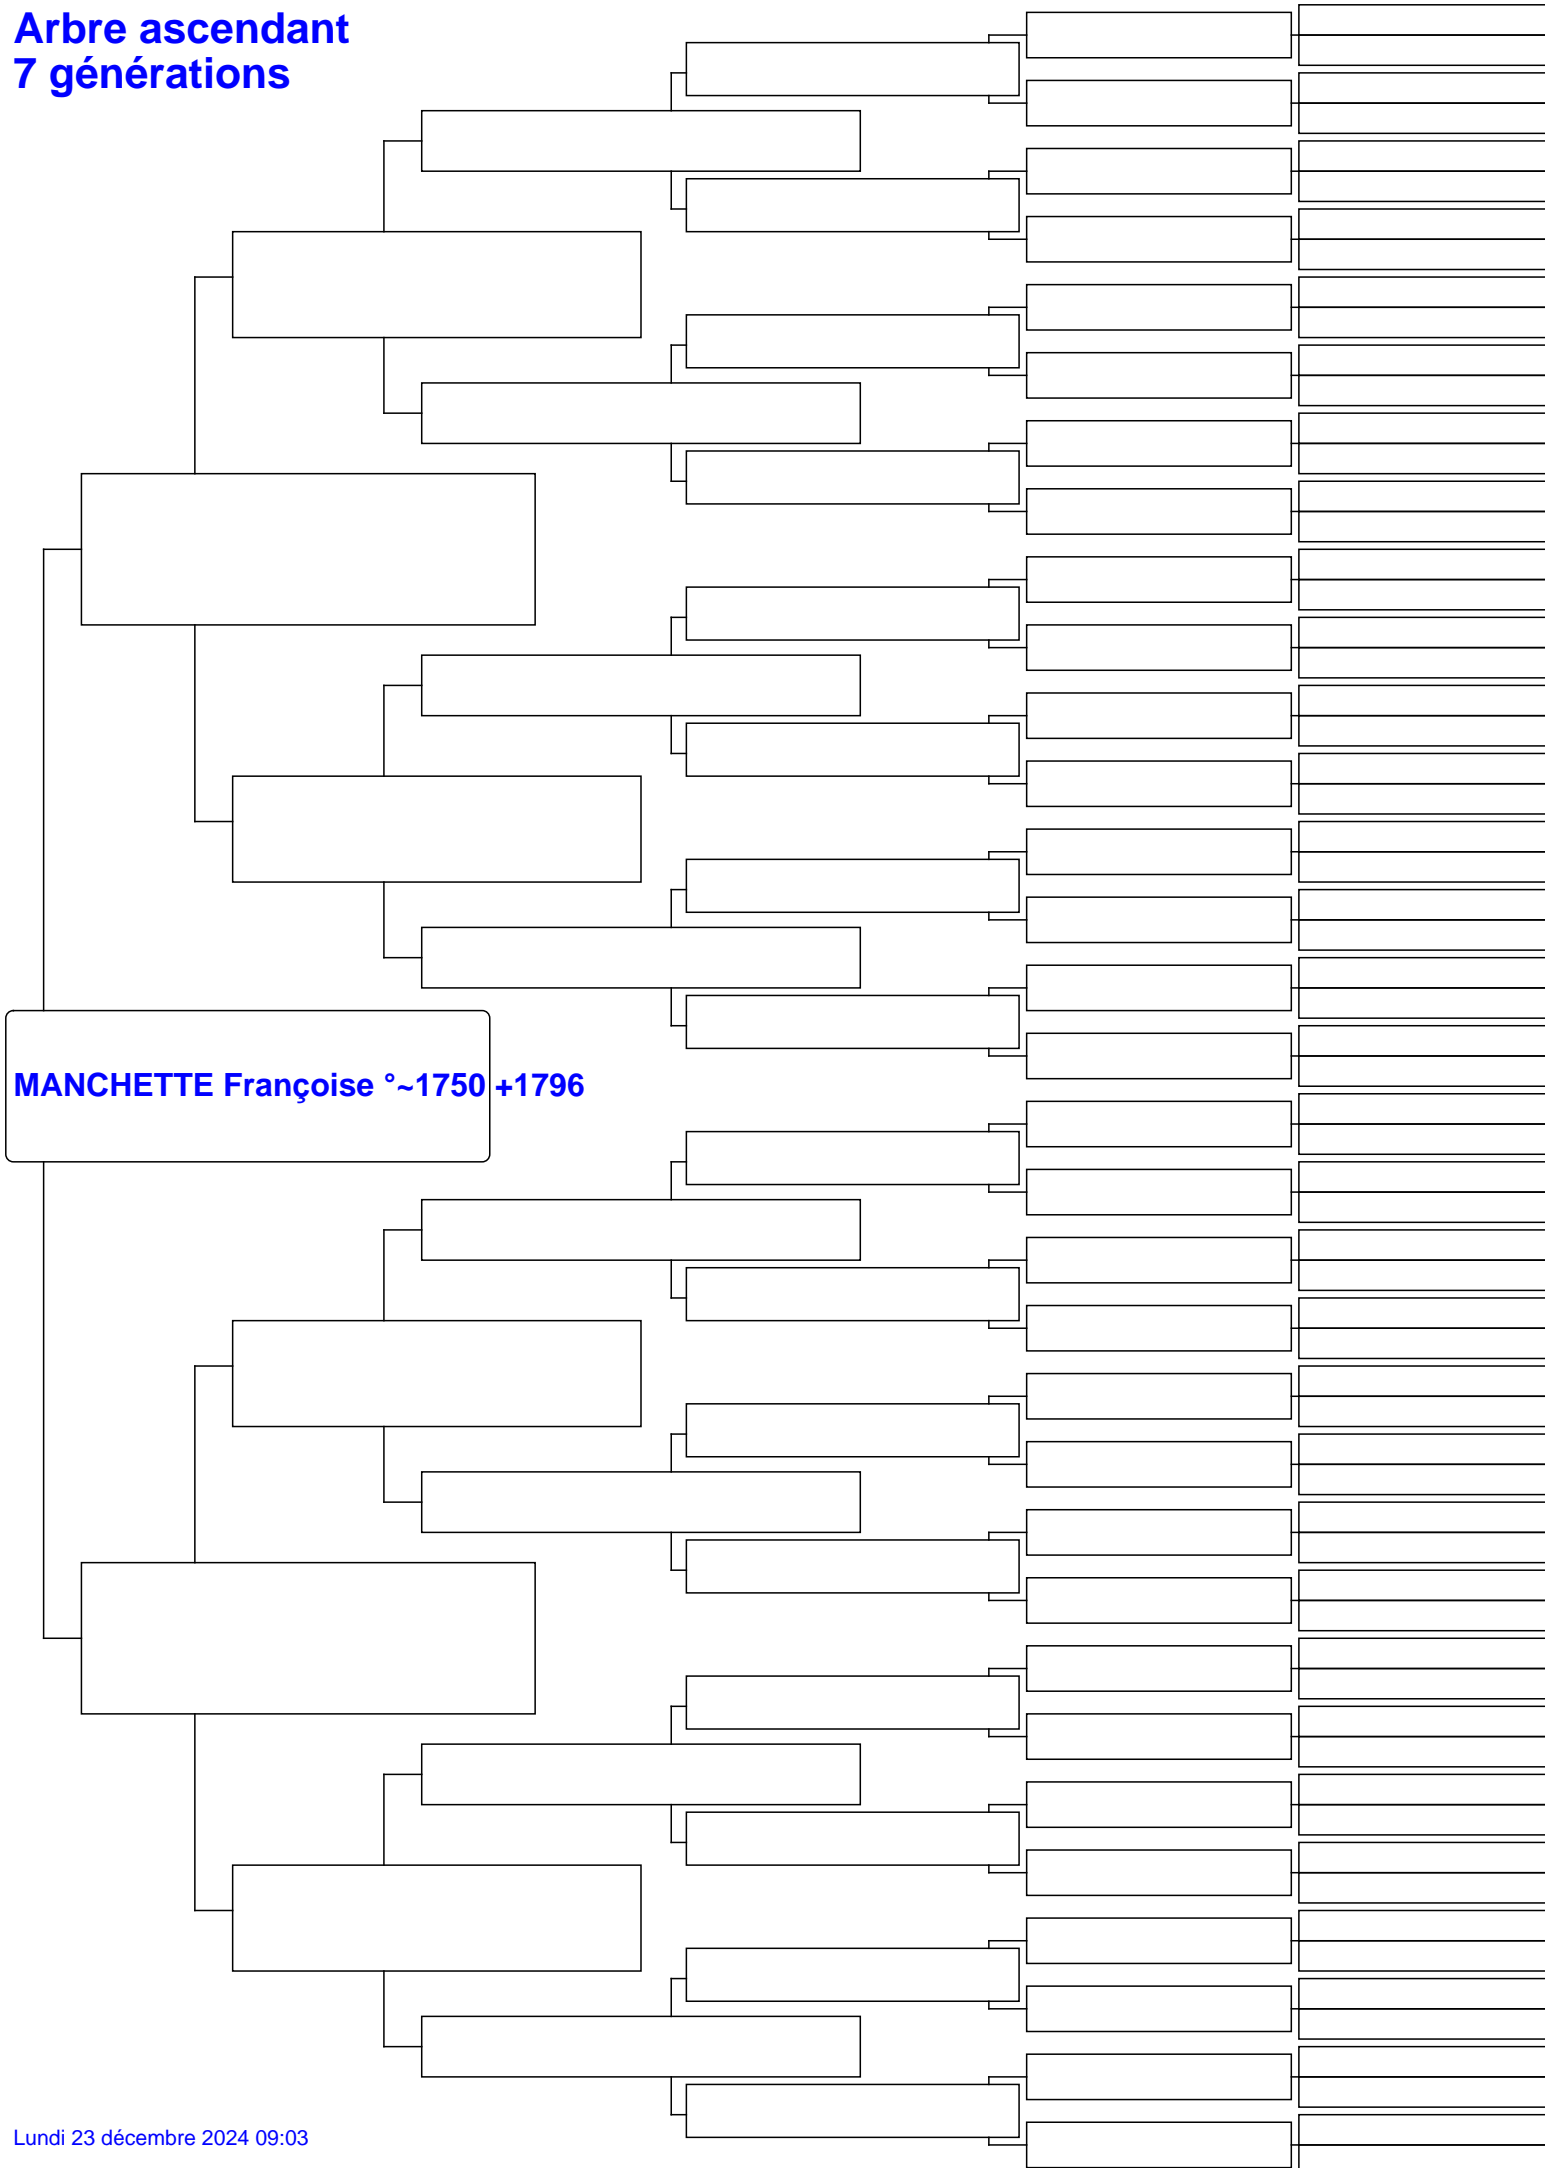 Arbre ascendant
7 générations
MANCHETTE Françoise °~1750 +1796
Lundi 23 décembre 2024 09:03